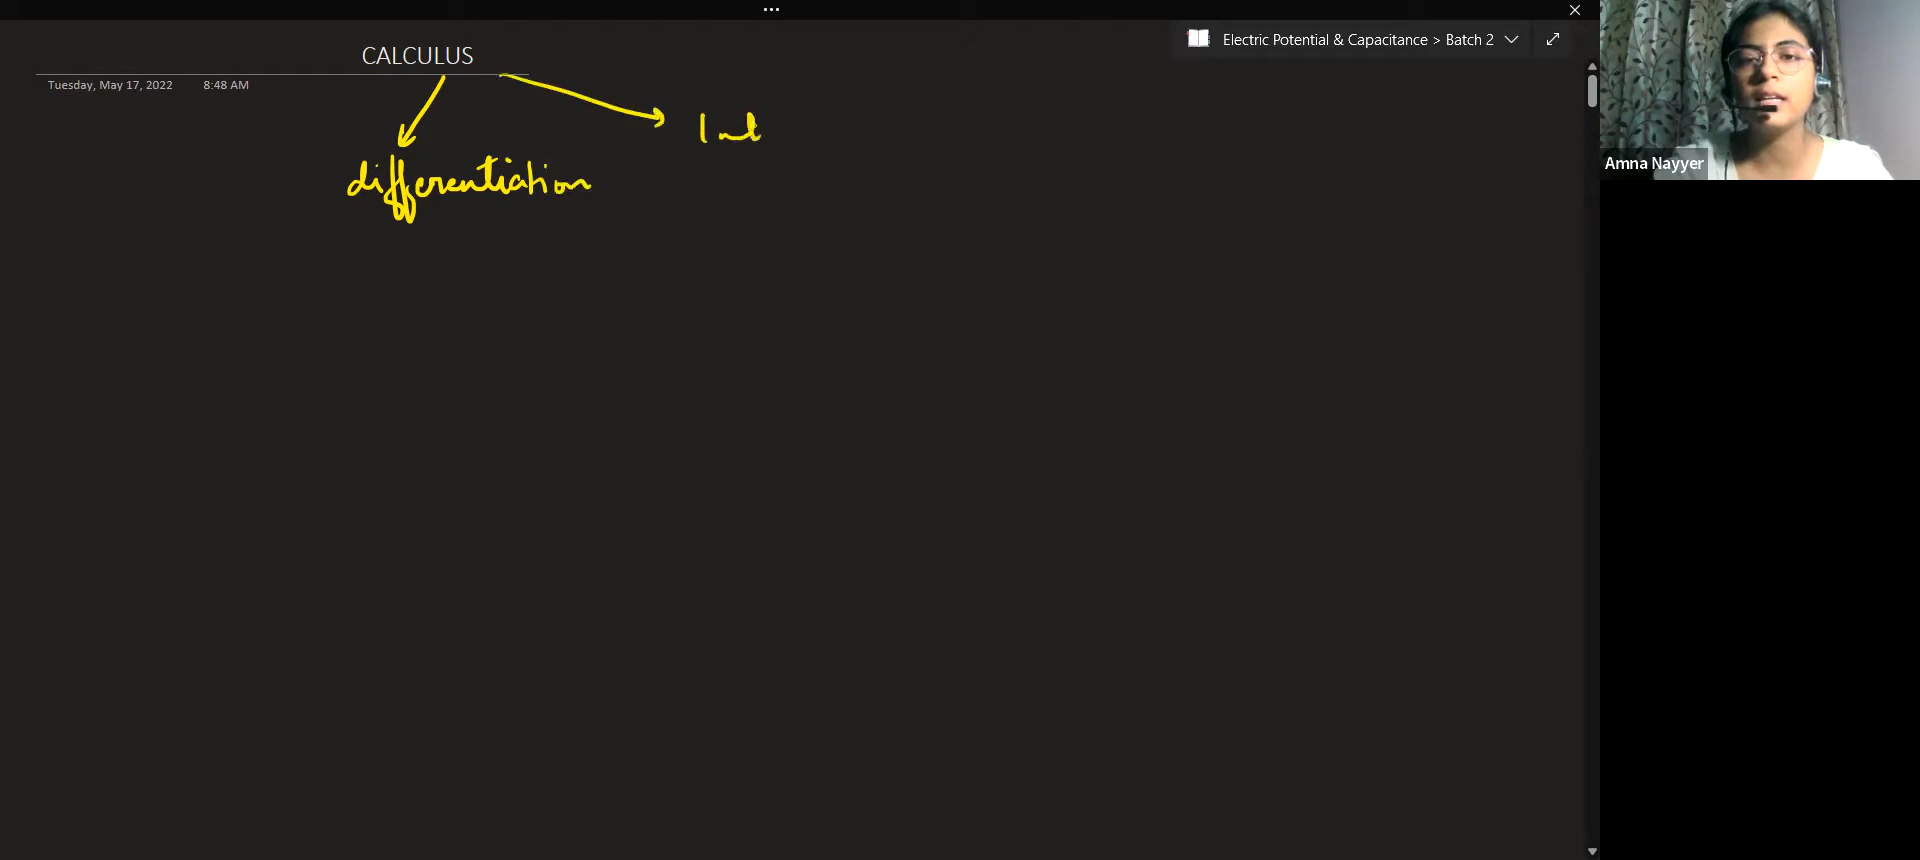 CALCULUS
Electric Potential & Capacitance > Batch 2
Tuesday, May 17, 2022 8:48 AM
Int
differentiation
Amna Nayyer